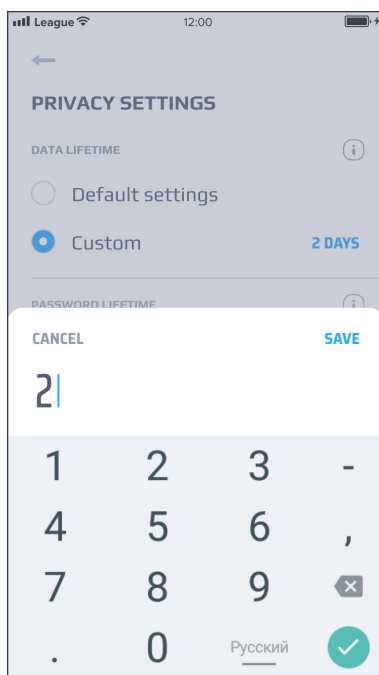 League 12:00
PRIVACY SETTINGS
DATA LIFETIME i
Default settings
Custom 2 DAYS
PASSWORD LIFETIME i
CANCEL SAVE
2
1 2 3 -
4 5 6 ,
7 8 9
. 0 Русский